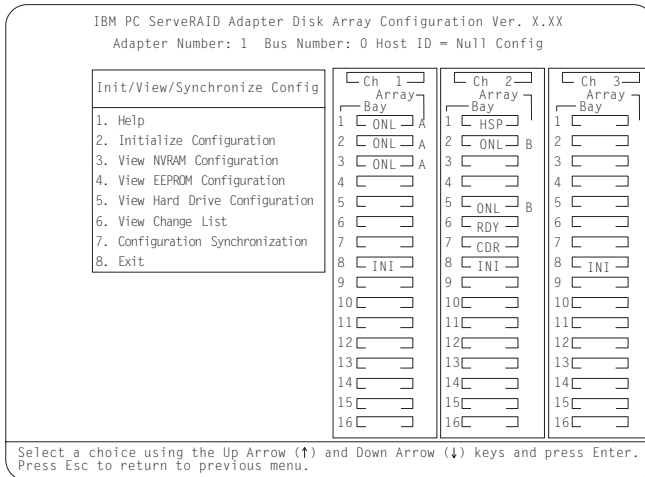 IBM PC ServeRAID Adapter Disk Array Configuration Ver. X.XX
Adapter Number: 1 Bus Number: 0 Host ID = Null Config
Init/View/Synchronize Config
1. Help
2. Initialize Configuration
3. View NVRAM Configuration
4. View EEPROM Configuration
5. View Hard Drive Configuration
6. View Change List
7. Configuration Synchronization
8. Exit
Ch 1
Array
Bay
1 ONL A
2 ONL A
3 ONL A
4
5
6
7
8 INI
9
10
11
12
13
14
15
16
Ch 2
Array
Bay
1 HSP
2 ONL B
3
4
5 ONL B
6 RDY
7 CDR
8 INI
9
10
11
12
13
14
15
16
Ch 3
Array
Bay
1
2
3
4
5
6
7
8 INI
9
10
11
12
13
14
15
16
Select a choice using the Up Arrow (↑) and Down Arrow (↓) keys and press Enter.
Press Esc to return to previous menu.